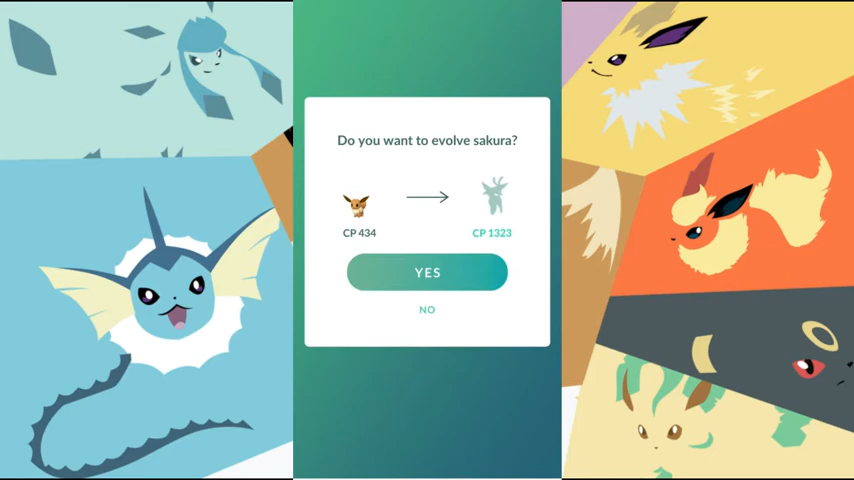 Do you want to evolve sakura?
CP 434
CP 1323
YES
NO